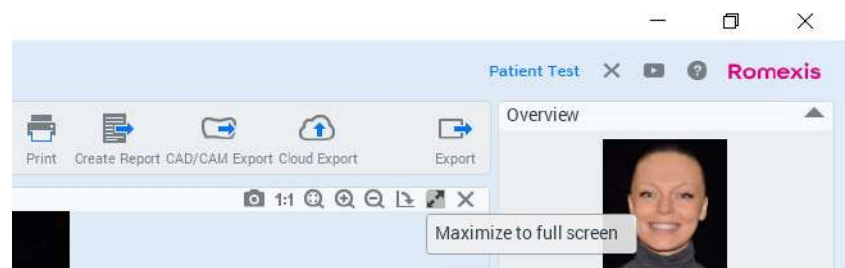 Patient Test
Romexis
Overview
Print Create Report CAD/CAM Export Cloud Export Export
1:1
Maximize to full screen